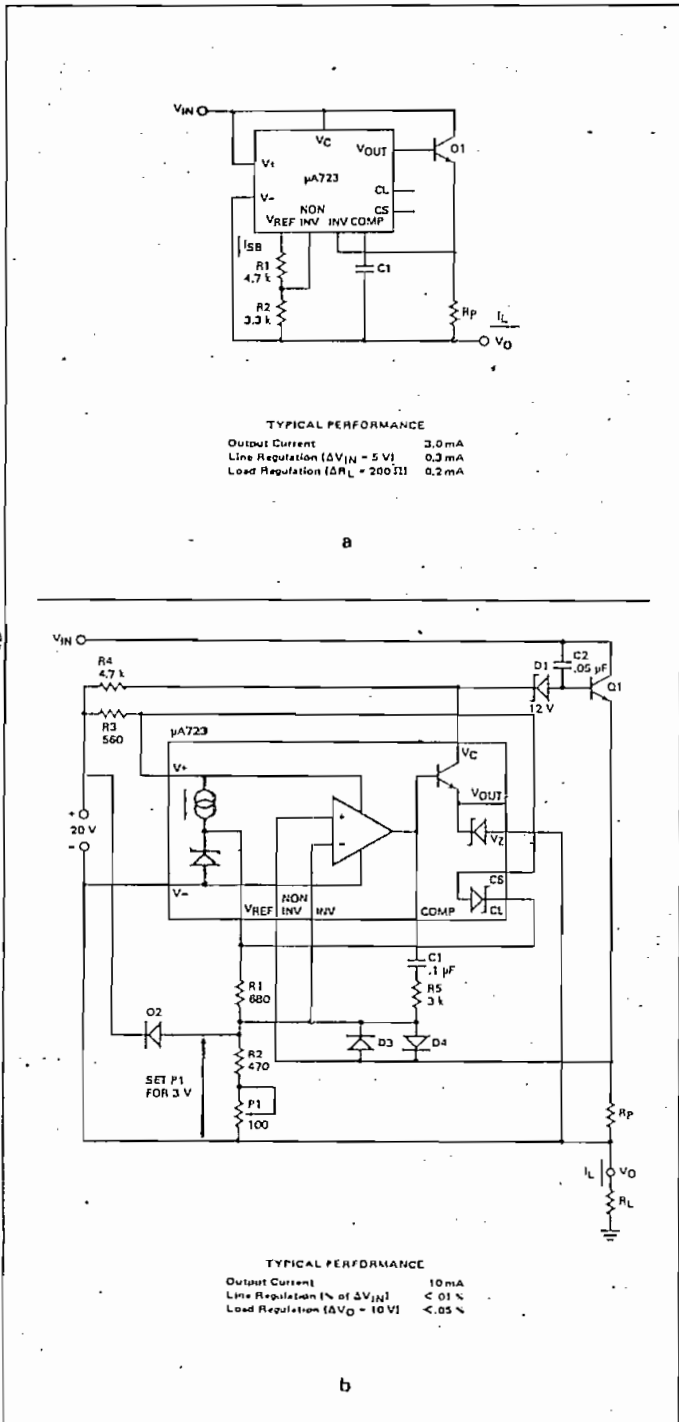 VIN
VC
VOUT
Q1
V+
µA723
CL
V-
CS
NON
VREF INV INV COMP
ISB
R1
4.7 k
C1
R2
3.3 k
RP
IL
VO
TYPICAL PERFORMANCE
Output Current 3.0 mA
Line Regulation (ΔVIN = 5 V) 0.3 mA
Load Regulation (ΔRL = 200 Ω) 0.2 mA
a
VIN
R4
4.7 k
D1
C2
.05 µF
Q1
12 V
R3
560
µA723
VC
V+
VOUT
+
20 V
-
+
-
VZ
CS
V-
NON
VREF INV INV
COMP
CL
C1
.1 µF
R1
680
R5
3 k
D2
D3
D4
R2
470
SET P1
FOR 3 V
P1
100
RP
IL
VO
RL
TYPICAL PERFORMANCE
Output Current 10 mA
Line Regulation (% of ΔVIN) <.01 %
Load Regulation (ΔVO = 10 V) <.05 %
b